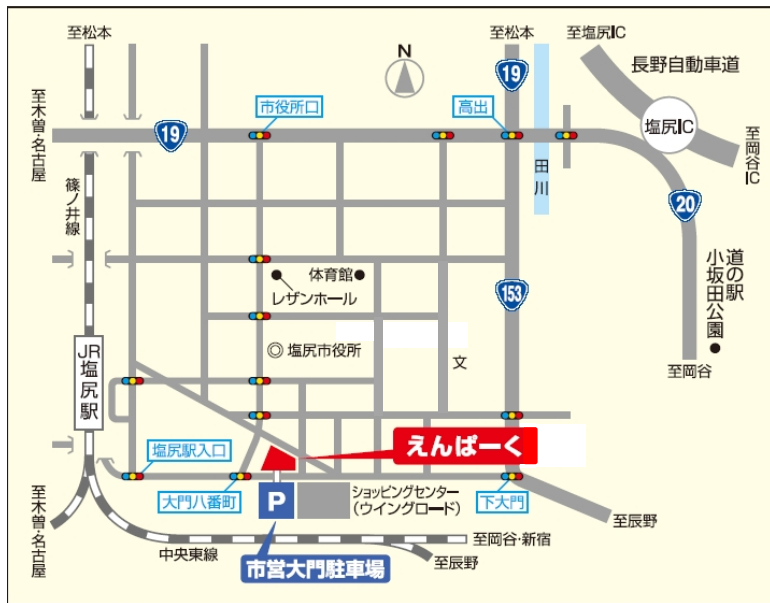 至松本
至松本
至塩尻IC
N
長野自動車道
19
市役所口
高出
19
塩尻IC
至木曽・名古屋
至岡谷IC
田川
20
篠ノ井線
体育館
レザンホール
153
道の駅
小坂田公園
塩尻市役所
文
至岡谷
JR塩尻駅
えんぱーく
塩尻駅入口
大門八番町
P
ショッピングセンター
(ウイングロード)
下大門
至辰野
至木曽・名古屋
中央東線
市営大門駐車場
至岡谷・新宿
至辰野